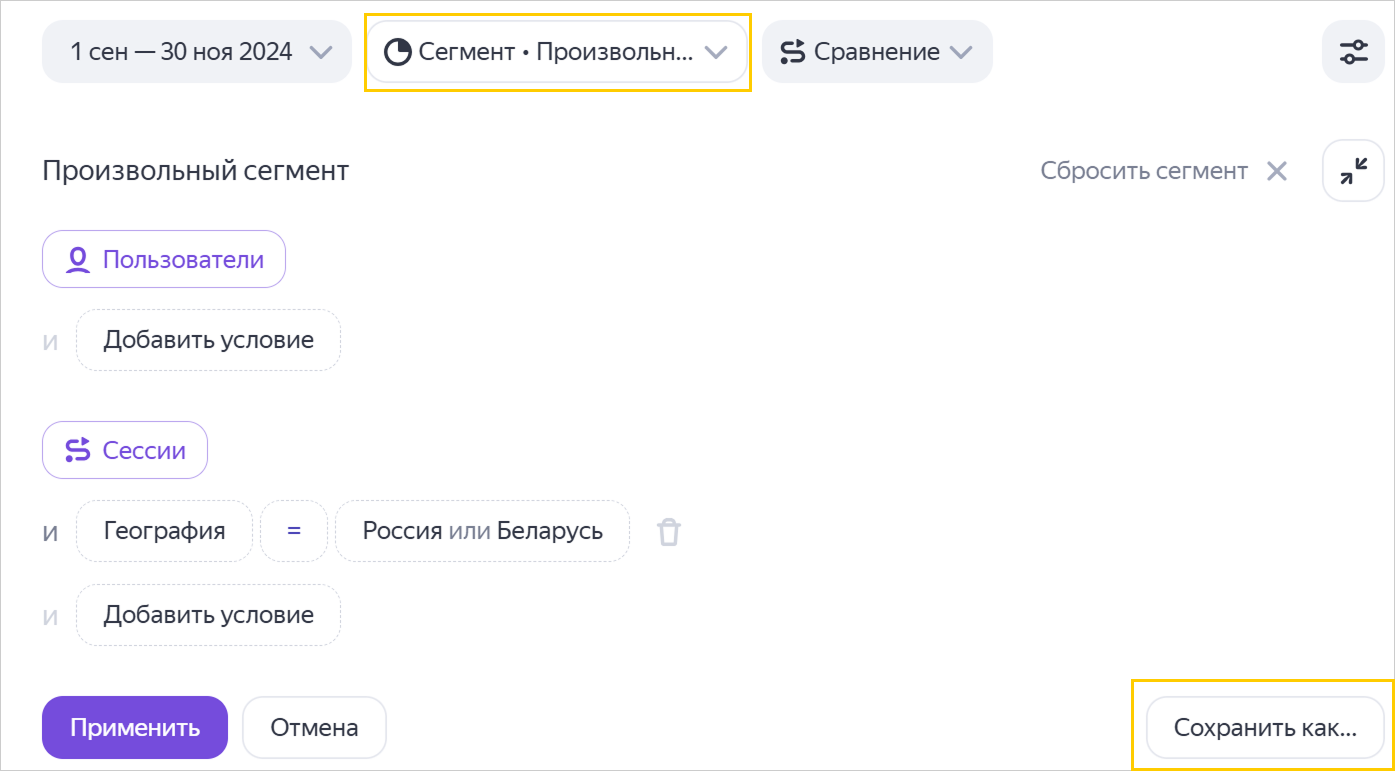 1 сен — 30 ноя 2024 Сегмент • Произвольн... Сравнение
Произвольный сегмент Сбросить сегмент
Пользователи
и Добавить условие
Сессии
и География = Россия или Беларусь
и Добавить условие
Применить Отмена Сохранить как...